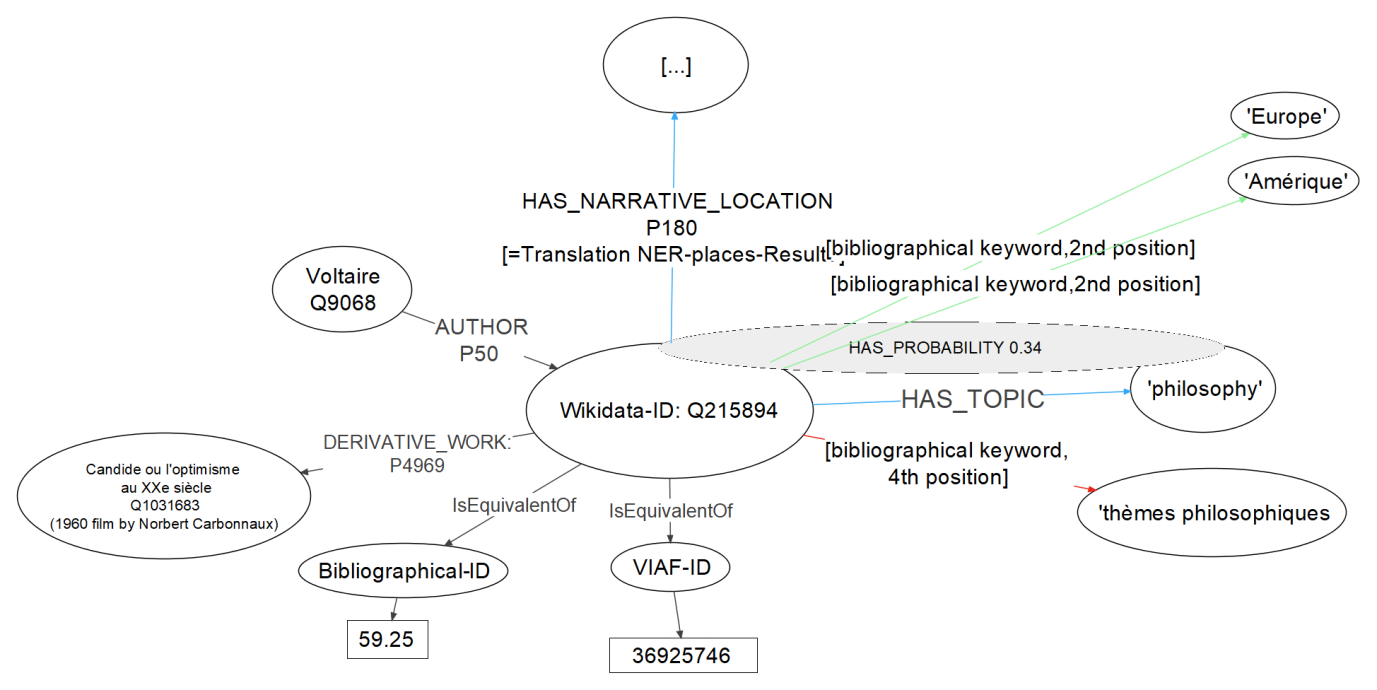 [...]
'Europe'
'Amérique'
HAS_NARRATIVE_LOCATION
P180
[=Translation NER-places-Result
[bibliographical keyword,2nd position]
[bibliographical keyword,2nd position]
Voltaire
Q9068
AUTHOR
P50
HAS_PROBABILITY 0.34
Wikidata-ID: Q215894
HAS_TOPIC
'philosophy'
DERIVATIVE_WORK:
P4969
[bibliographical keyword,
4th position]
Candide ou l'optimisme
au XXe siècle
Q1031683
(1960 film by Norbert Carbonnaux)
IsEquivalentOf
IsEquivalentOf
'thèmes philosophiques
Bibliographical-ID
VIAF-ID
59.25
36925746